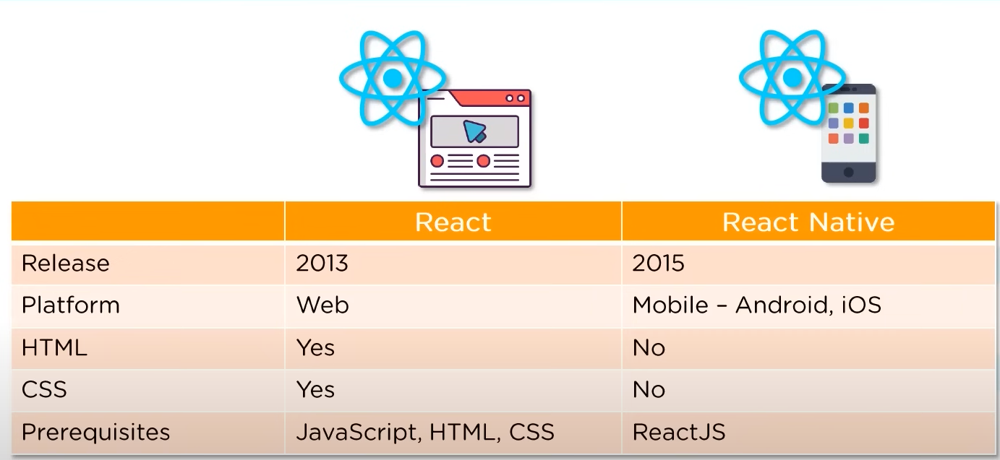 React React Native
Release 2013 2015
Platform Web Mobile – Android, iOS
HTML Yes No
CSS Yes No
Prerequisites JavaScript, HTML, CSS ReactJS